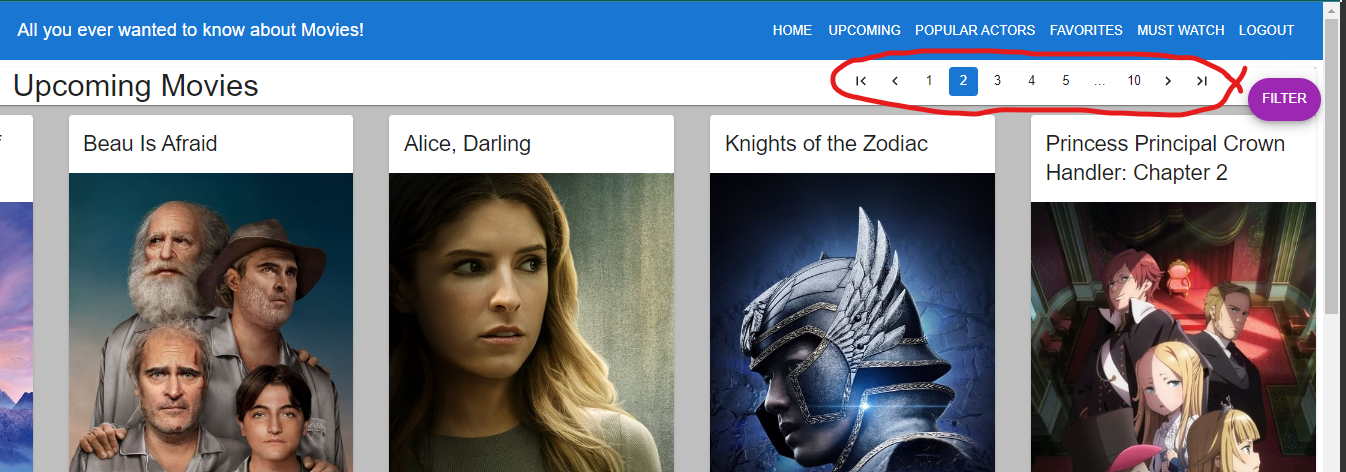 All you ever wanted to know about Movies! HOME UPCOMING POPULAR ACTORS FAVORITES MUST WATCH LOGOUT
Upcoming Movies 1 2 3 4 5 ... 10
FILTER
Beau Is Afraid
Alice, Darling
Knights of the Zodiac
Princess Principal Crown
Handler: Chapter 2